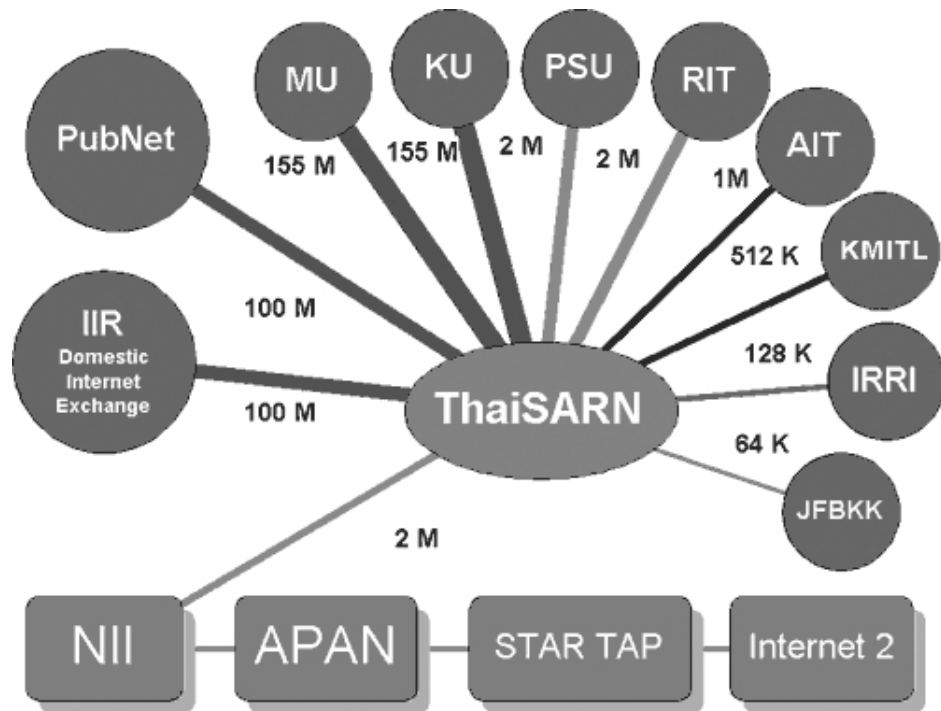 PubNet
MU
KU
PSU
RIT
AIT
KMITL
IRRI
JFBKK
155 M
155 M
2 M
2 M
1M
512 K
128 K
64 K
100 M
IIR
Domestic
Internet
Exchange
100 M
ThaiSARN
2 M
NII
APAN
STAR TAP
Internet 2